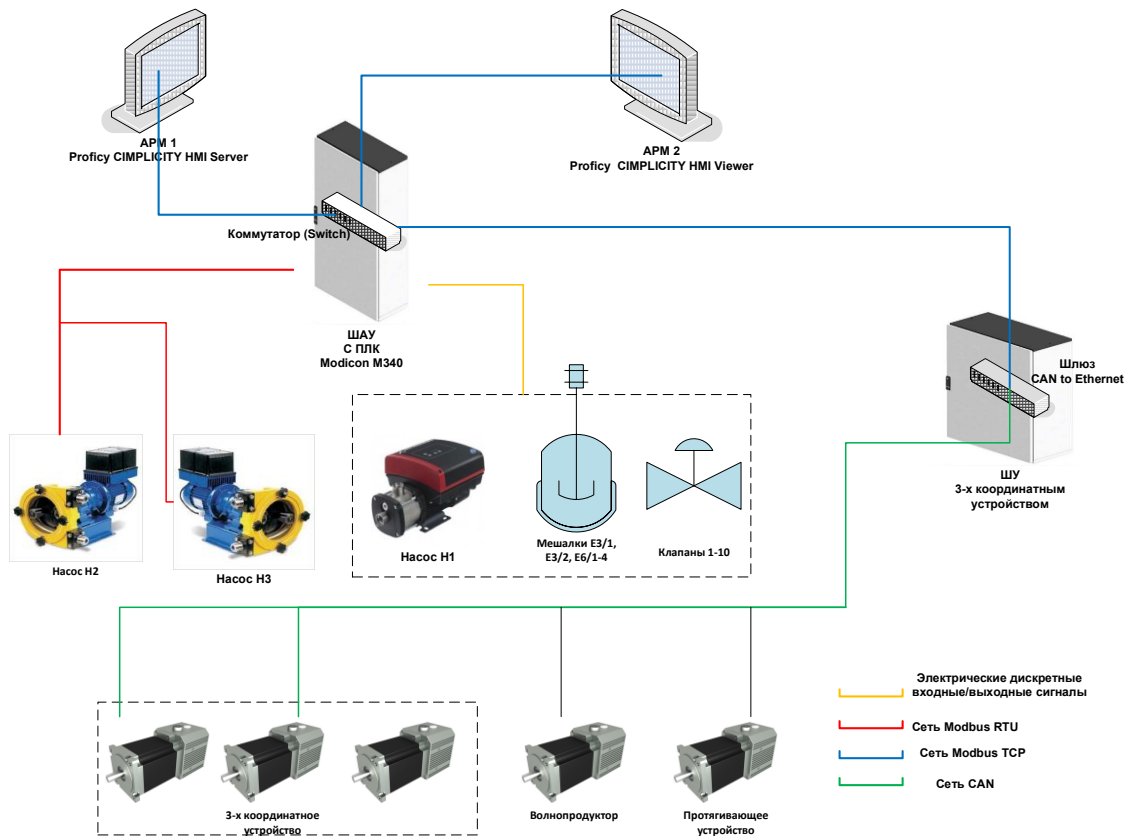 АРМ 1
Proficy CIMPLICITY HMI Server
АРМ 2
Proficy CIMPLICITY HMI Viewer
Коммутатор (Switch)
ШАУ
С ПЛК
Modicon M340
Шлюз
CAN to Ethernet
ШУ
3-х координатным
устройством
Насос Н2
Насос Н3
Насос Н1
Мешалки Е3/1,
Е3/2, Е6/1-4
Клапаны 1-10
Электрические дискретные
входные/выходные сигналы
Сеть Modbus RTU
Сеть Modbus TCP
Сеть CAN
3-х координатное
устройство
Волнопродуктор
Протягивающее
устройство